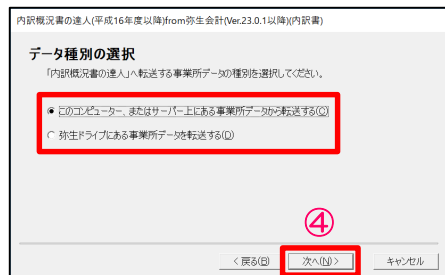 内訳概況書の達人(平成16年度以降)from弥生会計(Ver.23.0.1以降)(内訳書)
データ種別の選択
「内訳概況書の達人」へ転送する事業所データの種別を選択してください。
このコンピューター、またはサーバー上にある事業所データから転送する(C)
弥生ドライブにある事業所データを転送する(D)
④
< 戻る(B) 次へ(N) > キャンセル